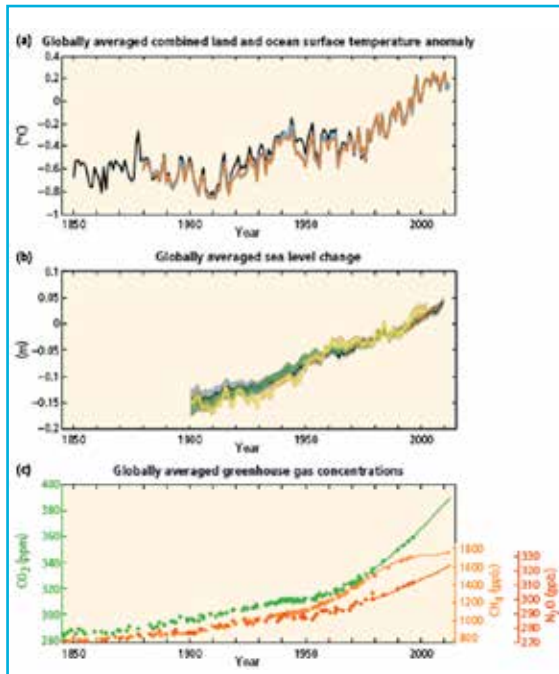 (a) Globally averaged combined land and ocean surface temperature anomaly
0.4
0.2
0
−0.2
−0.4
−0.6
−0.8
−1
(°C)
1850 1900 1950 2000
Year
(b) Globally averaged sea level change
0.1
0.05
0
−0.05
−0.1
−0.15
−0.2
(m)
1850 1900 1950 2000
Year
(c) Globally averaged greenhouse gas concentrations
400
380
360
340
320
300
280
CO2 (ppm)
1800
1600
1400
1200
1000
800
CH4 (ppb)
330
320
310
300
290
280
270
N2O (ppb)
1850 1900 1950 2000
Year